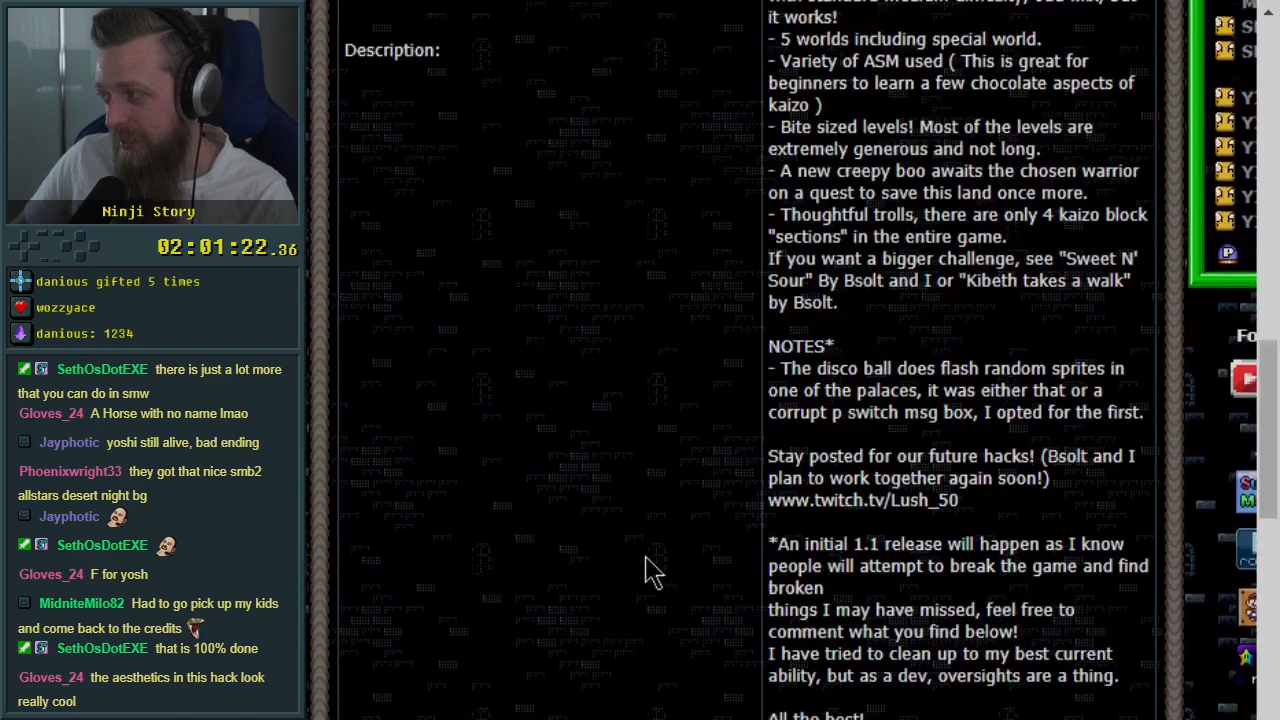 Ninji Story
02:01:22.36
danious gifted 5 times
wozzyace
danious: 1234
SethOsDotEXE there is just a lot more
that you can do in smw
Gloves_24 A Horse with no name lmao
Jayphotic yoshi still alive, bad ending
Phoenixwright33 they got that nice smb2
allstars desert night bg
Jayphotic
SethOsDotEXE
Gloves_24 F for yosh
MidniteMilo82 Had to go pick up my kids
and come back to the credits
SethOsDotEXE that is 100% done
Gloves_24 the aesthetics in this hack look
really cool
Description:
it works!
- 5 worlds including special world.
- Variety of ASM used ( This is great for
beginners to learn a few chocolate aspects of
kaizo )
- Bite sized levels! Most of the levels are
extremely generous and not long.
- A new creepy boo awaits the chosen warrior
on a quest to save this land once more.
- Thoughtful trolls, there are only 4 kaizo block
"sections" in the entire game.
If you want a bigger challenge, see "Sweet N'
Sour" By Bsolt and I or "Kibeth takes a walk"
by Bsolt.
NOTES*
- The disco ball does flash random sprites in
one of the palaces, it was either that or a
corrupt p switch msg box, I opted for the first.
Stay posted for our future hacks! (Bsolt and I
plan to work together again soon!)
www.twitch.tv/Lush_50
*An initial 1.1 release will happen as I know
people will attempt to break the game and find
broken
things I may have missed, feel free to
comment what you find below!
I have tried to clean up to my best current
ability, but as a dev, oversights are a thing.
All the best!
Fo